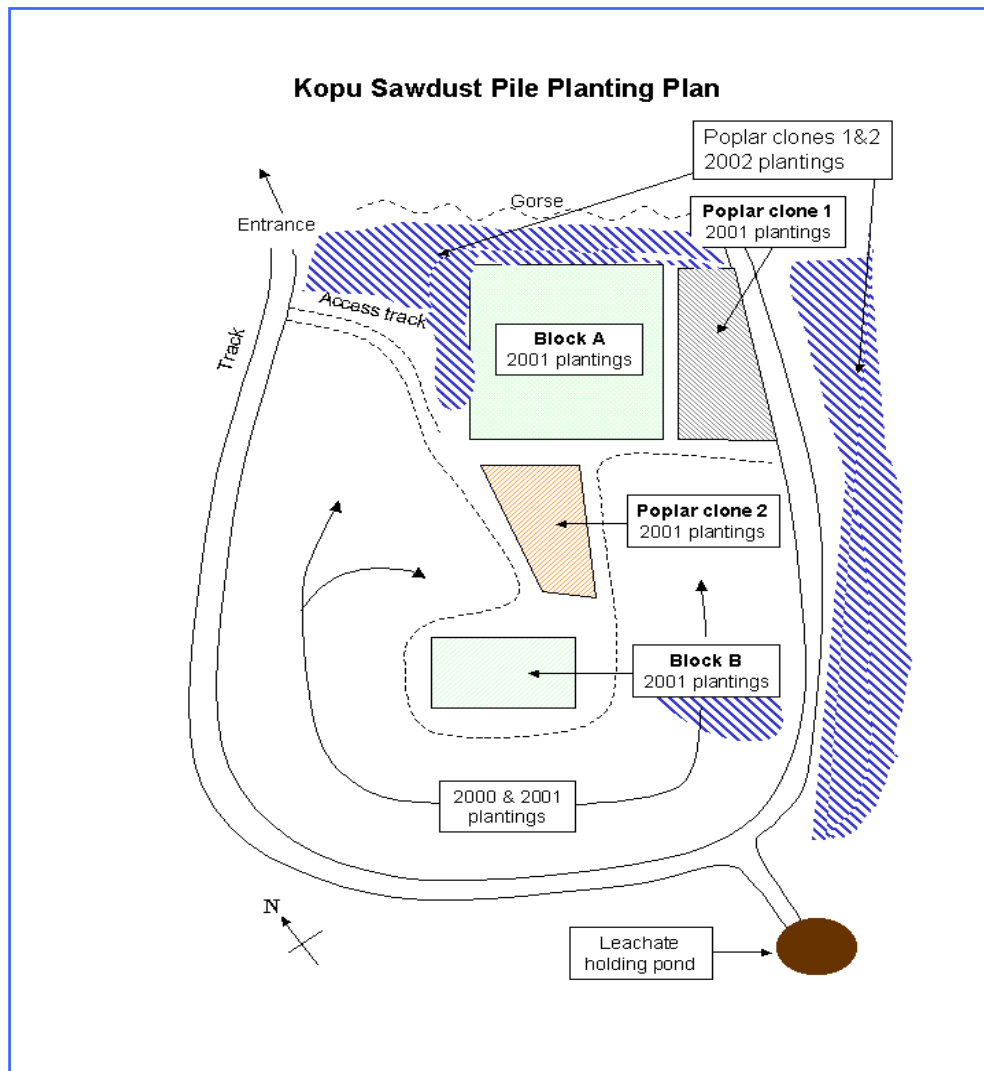 Kopu Sawdust Pile Planting Plan
Poplar clones 1&2
2002 plantings
Gorse
Poplar clone 1
2001 plantings
Entrance
Access track
Track
Block A
2001 plantings
Poplar clone 2
2001 plantings
Block B
2001 plantings
2000 & 2001
plantings
N
Leachate
holding pond